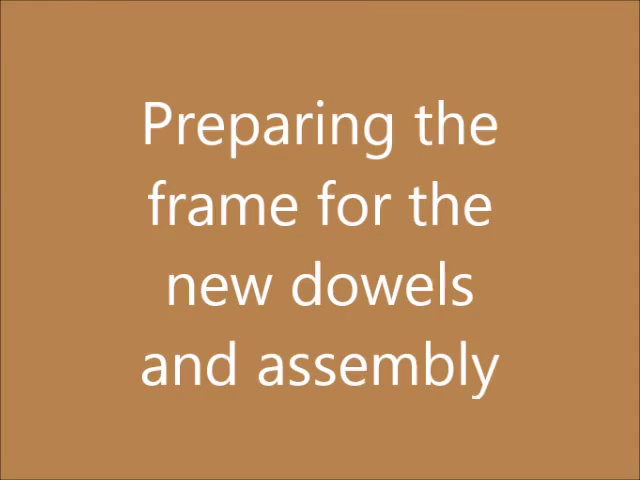 Preparing the
frame for the
new dowels
and assembly